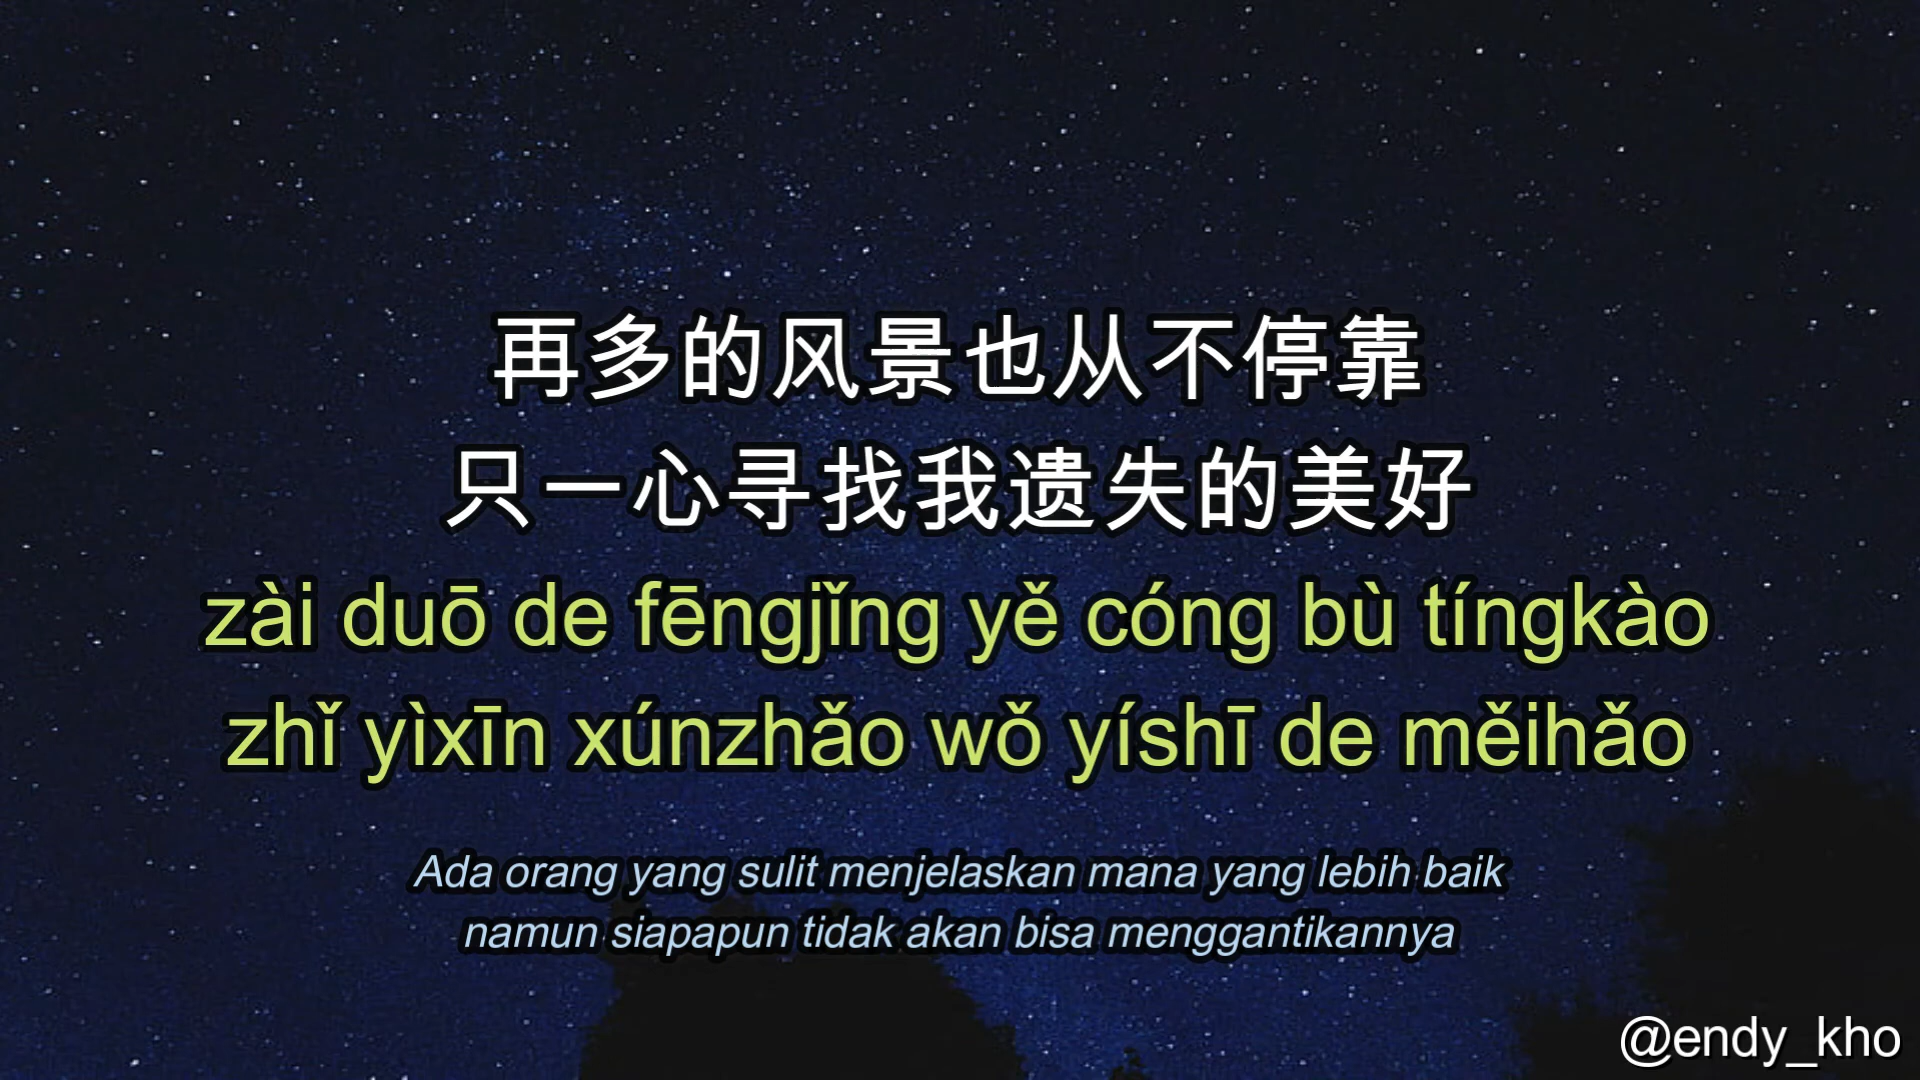 再多的风景也从不停靠
只一心寻找我遗失的美好
zài duō de fēngjǐng yě cóng bù tíngkào
zhǐ yìxīn xúnzhǎo wǒ yíshī de měihǎo
Ada orang yang sulit menjelaskan mana yang lebih baik
namun siapapun tidak akan bisa menggantikannya
@endy_kho